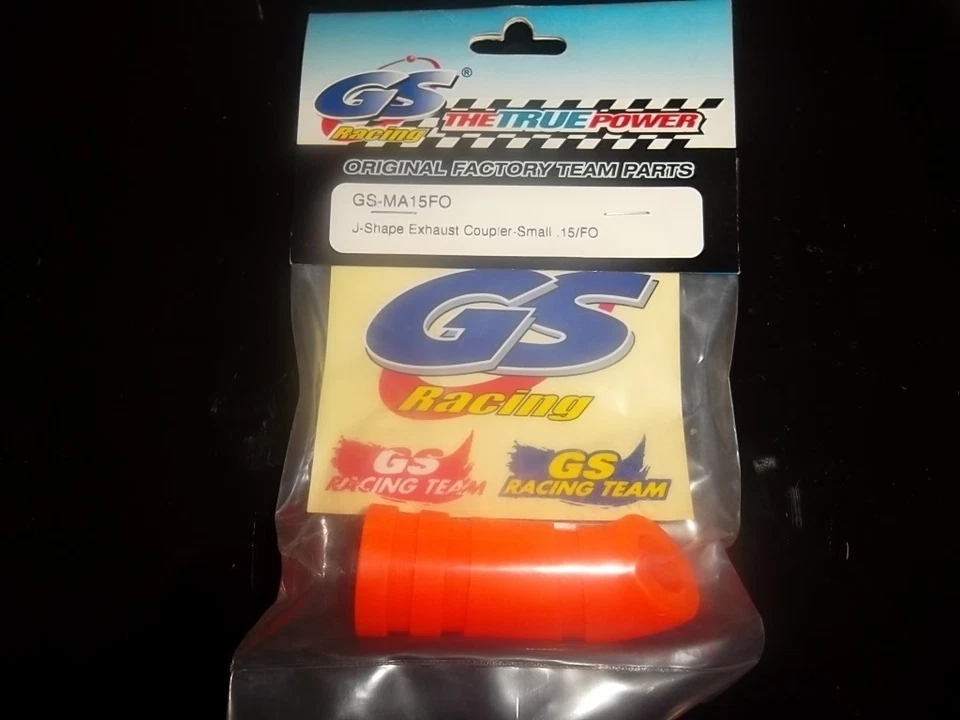 GS®
Racing
THE TRUE POWER
ORIGINAL FACTORY TEAM PARTS
GS-MA15FO
J-Shape Exhaust Coupler-Small .15/FO
GS
Racing
GS
RACING TEAM
GS
RACING TEAM